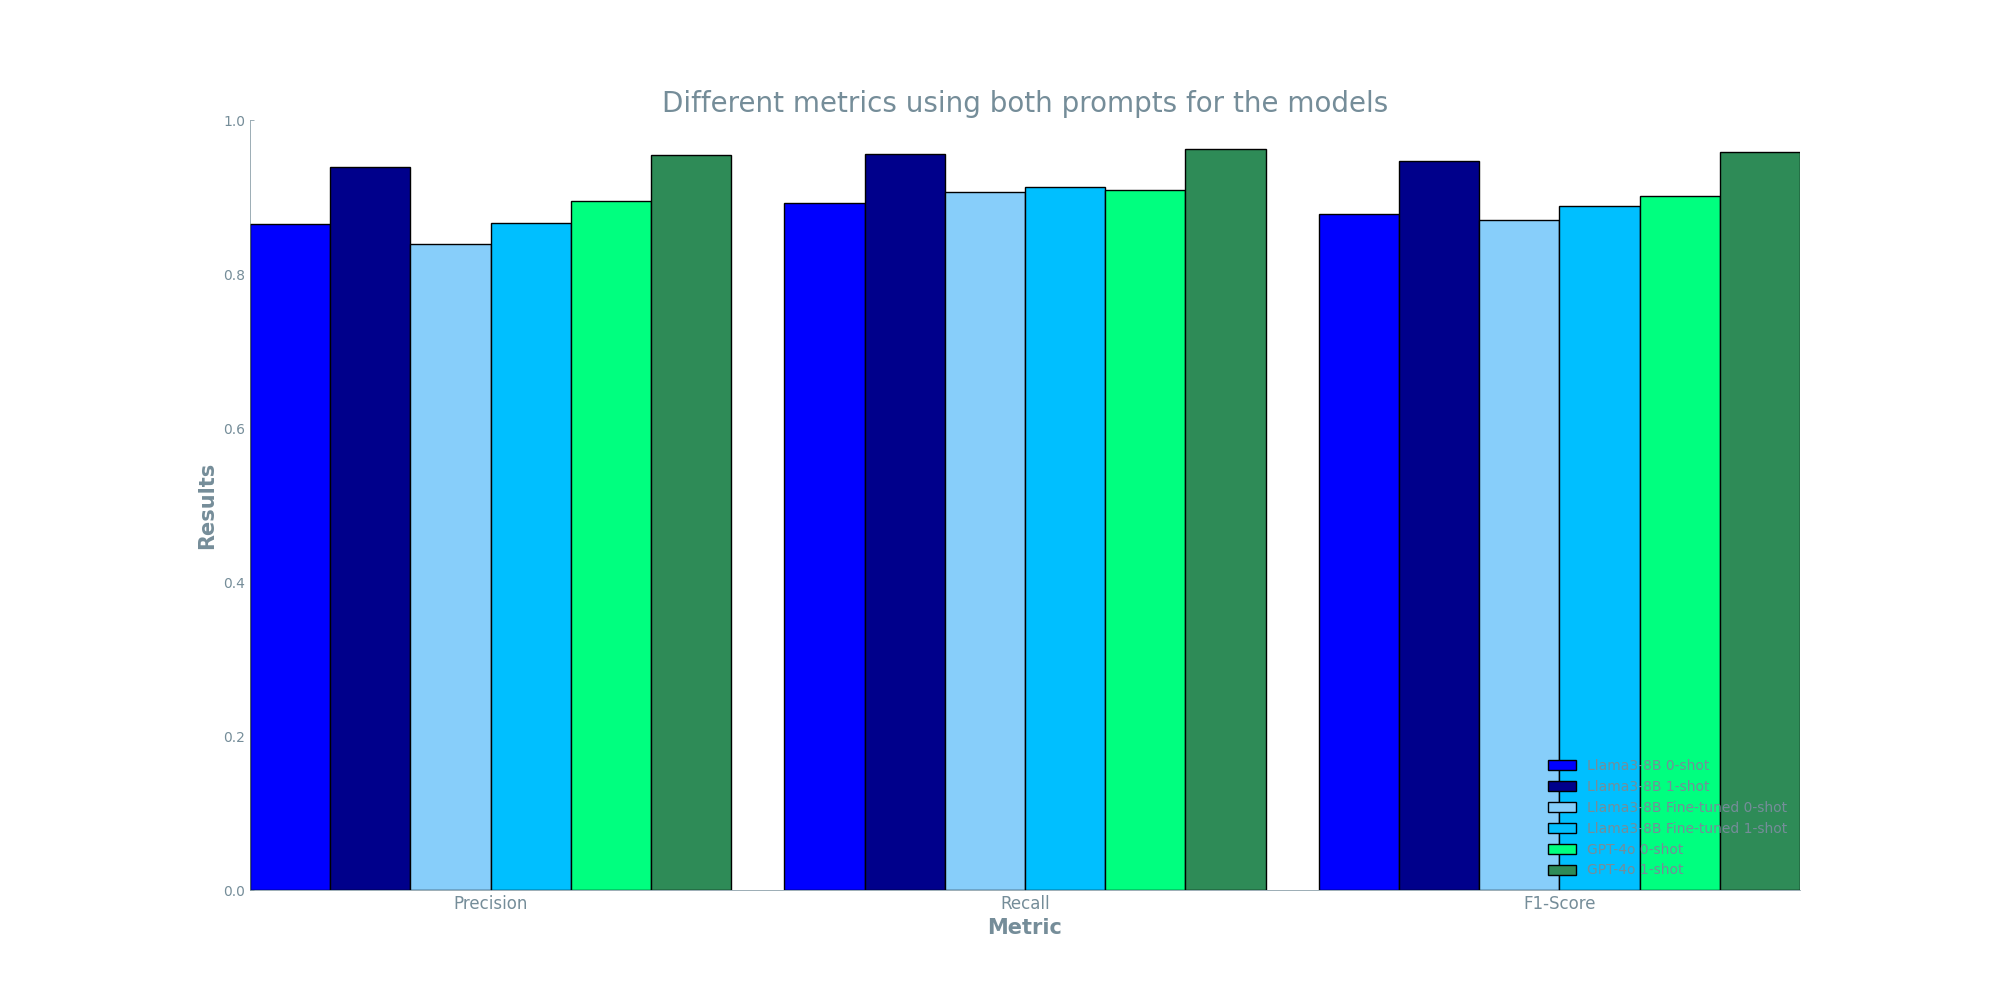 Different metrics using both prompts for the models
1.0
0.8
0.6
0.4
0.2
0.0
Results
Precision
Recall
F1-Score
Metric
Llama3-8B 0-shot
Llama3-8B 1-shot
Llama3-8B Fine-tuned 0-shot
Llama3-8B Fine-tuned 1-shot
GPT-4o 0-shot
GPT-4o 1-shot